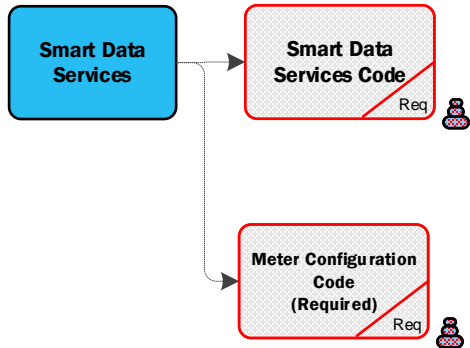 Smart Data
Services
Smart Data
Services Code
Req
Meter Configuration
Code
(Required)
Req